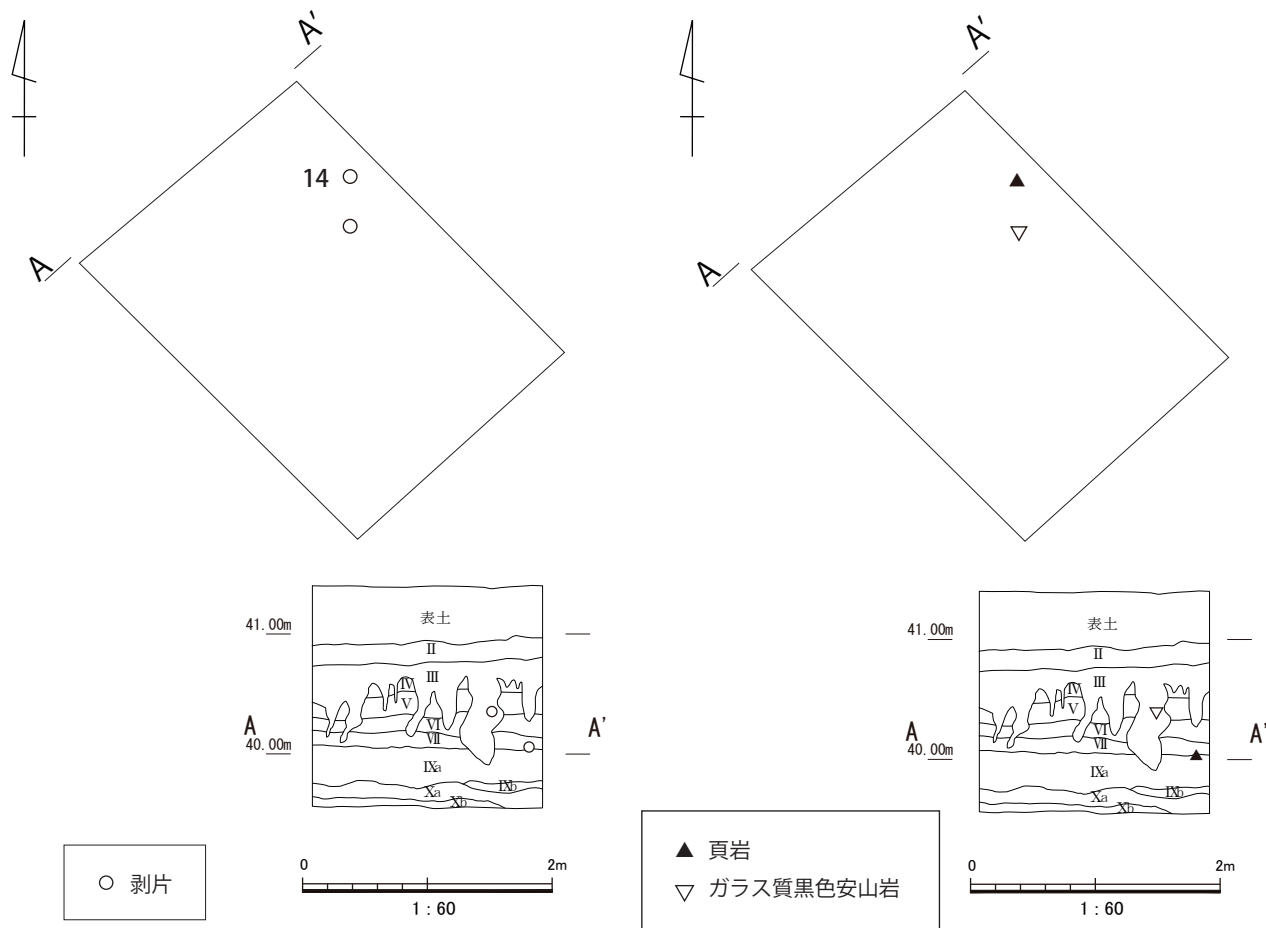 A'
14
A
41.00m
表土
II
III
IV
V
VI
VII
A
A'
40.00m
IXa
IXb
Xa
Xb
剥片
0
2m
1 : 60
A'
A
41.00m
表土
II
III
IV
V
VI
VII
A
A'
40.00m
IXa
IXb
Xa
Xb
頁岩
ガラス質黒色安山岩
0
2m
1 : 60